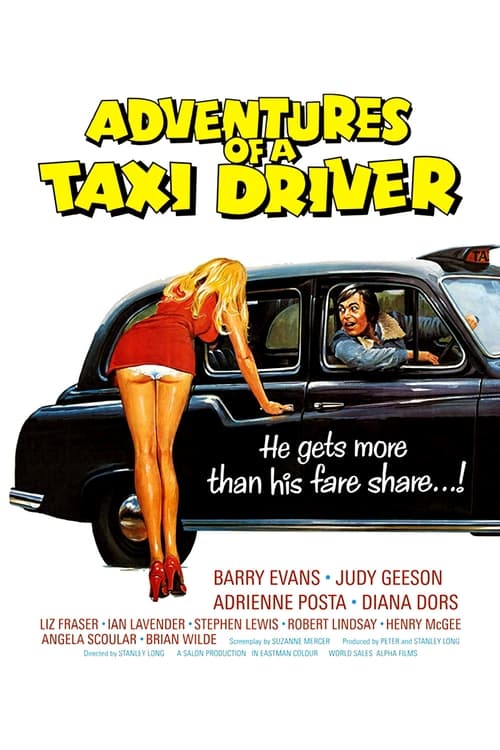 ADVENTURES
OF A
TAXI DRIVER
TA
He gets more
than his fare share...!
BARRY EVANS • JUDY GEESON
ADRIENNE POSTA • DIANA DORS
LIZ FRASER • IAN LAVENDER • STEPHEN LEWIS • ROBERT LINDSAY • HENRY McGEE
ANGELA SCOULAR • BRIAN WILDE Screenplay by SUZANNE MERCER Produced by PETER and STANLEY LONG
Directed by STANLEY LONG A SALON PRODUCTION IN EASTMAN COLOUR WORLD SALES ALPHA FILMS